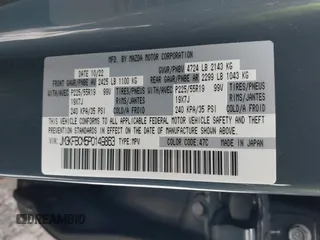 MFD BY MAZDA MOTOR CORPORATION
DATE 10/22 GVWR/PNBV 4724 LB 2143 KG
FRONT GAWR/PNBE AV 2425 LB 1100 KG REAR GAWR/PNBE AR 2299 LB 1043 KG
WITH/AVEC P225/55R19 99V TIRES/PNEUS WITH/AVEC P225/55R19 99V TIRES/PNEUS
19X7J RIMS/JANTES 19X7J RIMS/JANTES
240 KPA/35 PSI COLD/FROID 240 KPA/35 PSI COLD/FROID
THIS VEHICLE CONFORMS TO ALL APPLICABLE FEDERAL MOTOR VEHICLE SAFETY AND THEFT PREVENTION STANDARDS IN EFFECT ON THE DATE OF MANUFACTURE SHOWN ABOVE.
TYPE:MPV COLOR CODE:47C MADE IN JAPAN
DREAMBID